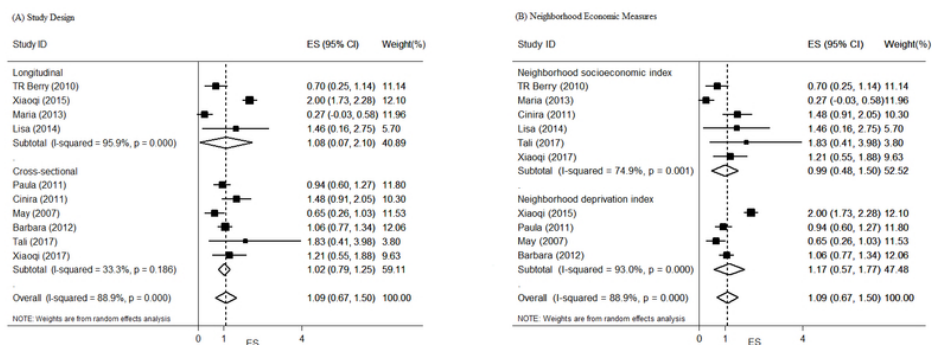 (A) Study Design
Study ID ES (95% CI) Weight(%)
Longitudinal
TR Berry (2010) 0.70 (0.25, 1.14) 11.14
Xiaoqi (2015) 2.00 (1.73, 2.28) 12.10
Maria (2013) 0.27 (-0.03, 0.58) 11.96
Lisa (2014) 1.46 (0.16, 2.75) 5.70
Subtotal (I-squared = 95.9%, p = 0.000) 1.08 (0.07, 2.10) 40.89
.
Cross-sectional
Paula (2011) 0.94 (0.60, 1.27) 11.80
Cinira (2011) 1.48 (0.91, 2.05) 10.30
May (2007) 0.65 (0.26, 1.03) 11.53
Barbara (2012) 1.06 (0.77, 1.34) 12.06
Tali (2017) 1.83 (0.41, 3.98) 3.80
Xiaoqi (2017) 1.21 (0.55, 1.88) 9.63
Subtotal (I-squared = 33.3%, p = 0.186) 1.02 (0.79, 1.25) 59.11
.
Overall (I-squared = 88.9%, p = 0.000) 1.09 (0.67, 1.50) 100.00
NOTE: Weights are from random effects analysis
0 1 4
ES
(B) Neighborhood Economic Measures
Study ID ES (95% CI) Weight(%)
Neighborhood socioeconomic index
TR Berry (2010) 0.70 (0.25, 1.14) 11.14
Maria (2013) 0.27 (-0.03, 0.58) 11.96
Cinira (2011) 1.48 (0.91, 2.05) 10.30
Lisa (2014) 1.46 (0.16, 2.75) 5.70
Tali (2017) 1.83 (0.41, 3.98) 3.80
Xiaoqi (2017) 1.21 (0.55, 1.88) 9.63
Subtotal (I-squared = 74.9%, p = 0.001) 0.99 (0.48, 1.50) 52.52
.
Neighborhood deprivation index
Xiaoqi (2015) 2.00 (1.73, 2.28) 12.10
Paula (2011) 0.94 (0.60, 1.27) 11.80
May (2007) 0.65 (0.26, 1.03) 11.53
Barbara (2012) 1.06 (0.77, 1.34) 12.06
Subtotal (I-squared = 93.0%, p = 0.000) 1.17 (0.57, 1.77) 47.48
.
Overall (I-squared = 88.9%, p = 0.000) 1.09 (0.67, 1.50) 100.00
NOTE: Weights are from random effects analysis
0 1 4
ES